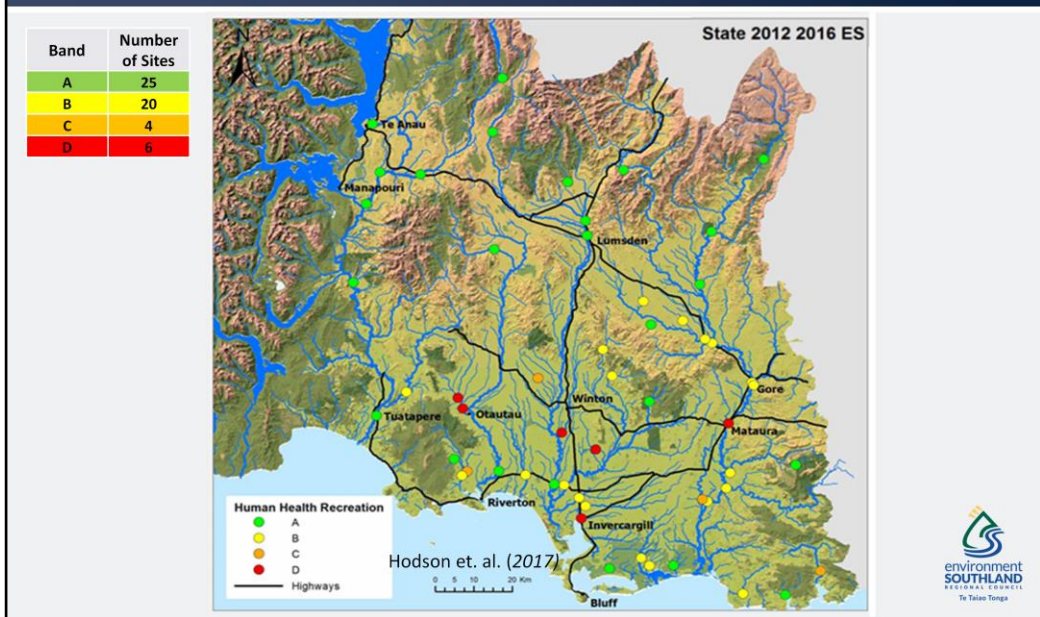 Band Number of Sites
A 25
B 20
C 4
D 6
N
State 2012 2016 ES
Te Anau
Manapouri
Lumsden
Gore
Winton
Tuatapere
Otautau
Mataura
Riverton
Invercargill
Bluff
Human Health Recreation
A
B
C
D
Highways
Hodson et. al. (2017)
0 5 10 20 Km
environment
SOUTHLAND
REGIONAL COUNCIL
Te Taiao Tonga